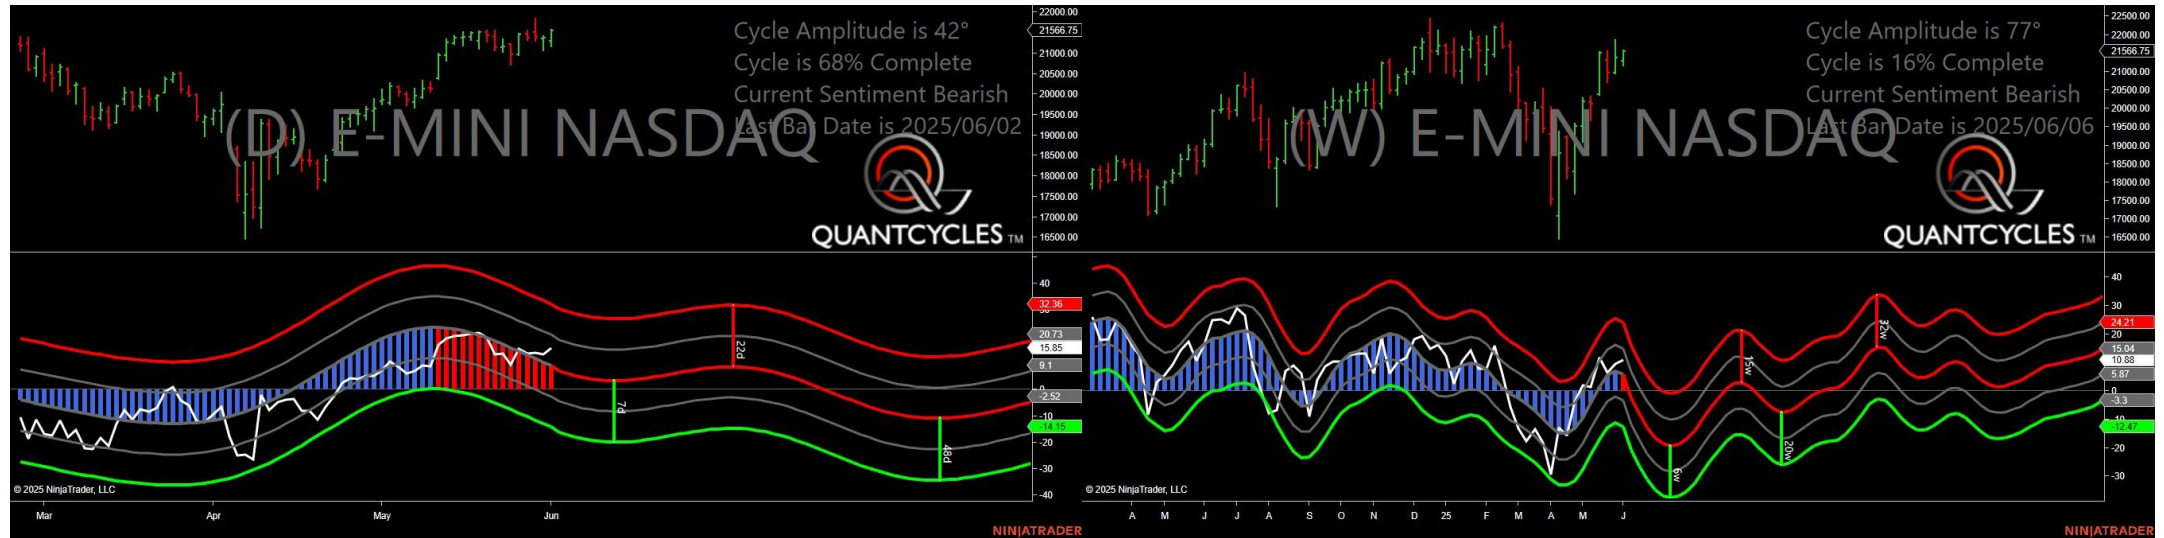 Cycle Amplitude is 42°
Cycle is 68% Complete
Current Sentiment Bearish
Last Bar Date is 2025/06/02
(D) E-MINI NASDAQ
QUANTCYCLES TM
22000.00
21566.75
21000.00
20500.00
20000.00
19500.00
19000.00
18500.00
18000.00
17500.00
17000.00
16500.00
40
32.36
20.73
15.85
9.1
0
-2.52
-10
-14.15
-20
-30
-40
7d
22d
48d
© 2025 NinjaTrader, LLC
Mar Apr May Jun
NINJATRADER
Cycle Amplitude is 77°
Cycle is 16% Complete
Current Sentiment Bearish
Last Bar Date is 2025/06/06
(W) E-MINI NASDAQ
QUANTCYCLES TM
22500.00
22000.00
21566.75
21000.00
20500.00
20000.00
19500.00
19000.00
18500.00
18000.00
17500.00
17000.00
16500.00
40
30
24.21
20
15.04
10.88
5.87
0
-3.3
-12.47
-20
-30
6w
15w
20w
32w
© 2025 NinjaTrader, LLC
A M J J A S O N D 25 F M A M J
NINJATRADER